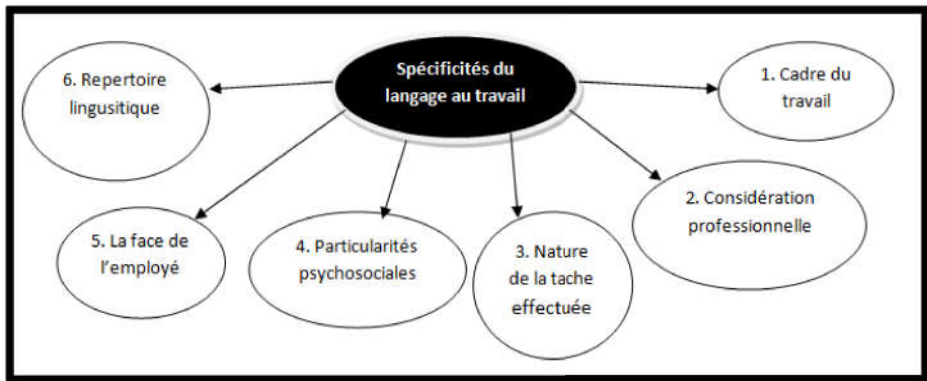 Spécificités du
langage au travail
1. Cadre du
travail
2. Considération
professionnelle
3. Nature
de la tache
effectuée
4. Particularités
psychosociales
5. La face de
l'employé
6. Repertoire
lingusitique